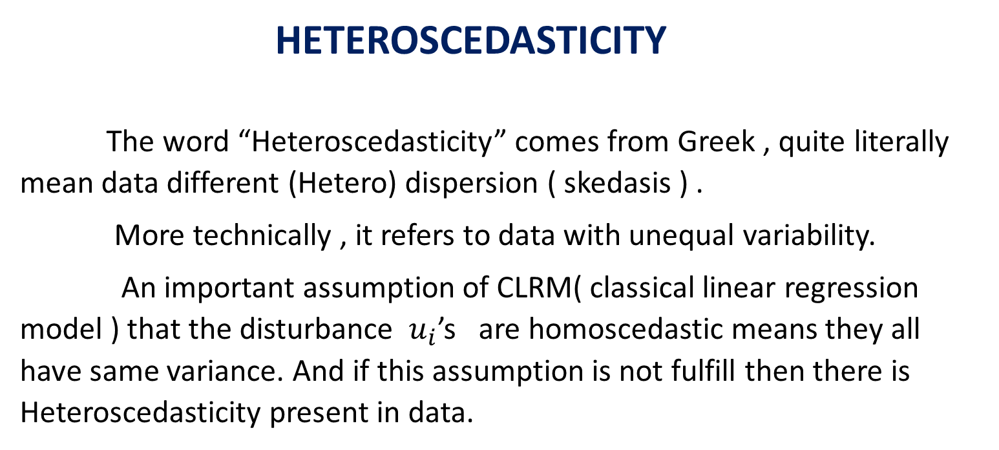 HETEROSCEDASTICITY
The word “Heteroscedasticity” comes from Greek , quite literally
mean data different (Hetero) dispersion ( skedasis ) .
More technically , it refers to data with unequal variability.
An important assumption of CLRM( classical linear regression
model ) that the disturbance 𝑢ᵢ’s are homoscedastic means they all
have same variance. And if this assumption is not fulfill then there is
Heteroscedasticity present in data.